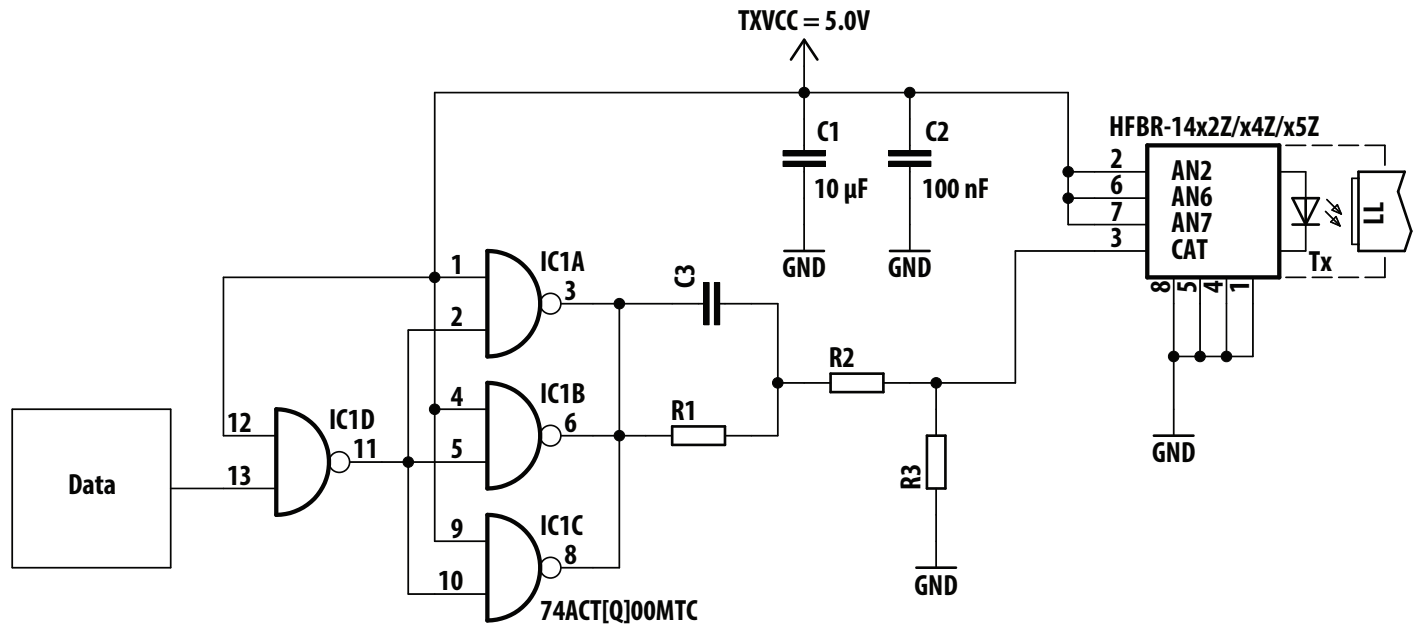 TXVCC = 5.0V
C1
10 µF
GND
C2
100 nF
GND
HFBR-14x2Z/x4Z/x5Z
2
6
7
3
AN2
AN6
AN7
CAT
8
5
4
1
Tx
LL
GND
1
2
IC1A
3
4
5
IC1B
6
9
10
IC1C
8
74ACT[Q]00MTC
C3
R1
R2
R3
GND
Data
12
13
IC1D
11